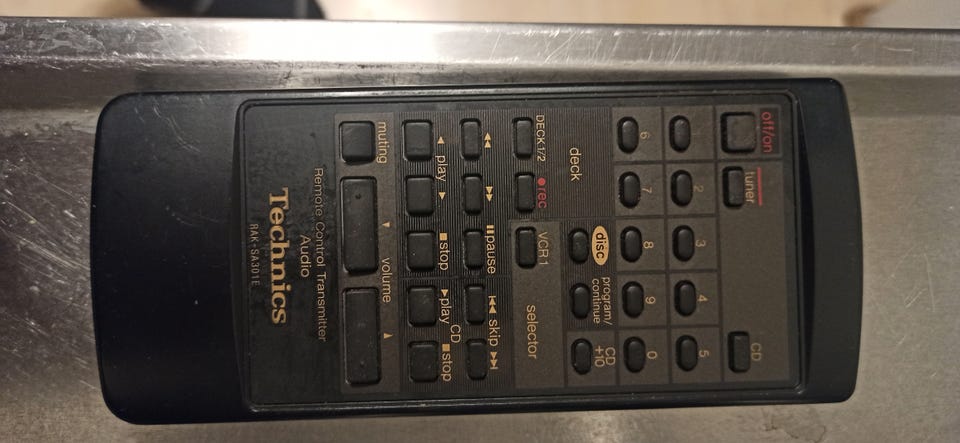 off/on tuner CD
2 3 4 5
6 7 8 9 0
disc program/ CD
continue +10
deck selector
DECK 1/2 ●rec VCR1
◀◀ ▶▶ ❚❚pause |◀◀ skip ▶▶|
CD
◀ play ▶ ■stop ▶play ■stop
muting ▼ volume ▲
Remote Control Transmitter
Audio
Technics
RAK-SA301E